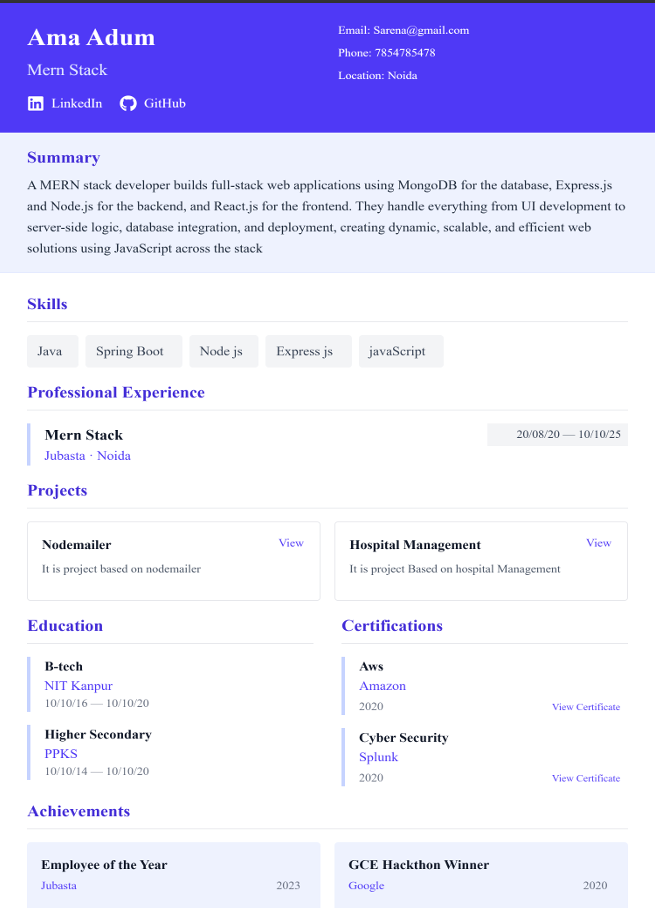 Ama Adum
Mern Stack
LinkedIn GitHub
Email: Sarena@gmail.com
Phone: 7854785478
Location: Noida
Summary
A MERN stack developer builds full-stack web applications using MongoDB for the database, Express.js
and Node.js for the backend, and React.js for the frontend. They handle everything from UI development to
server-side logic, database integration, and deployment, creating dynamic, scalable, and efficient web
solutions using JavaScript across the stack
Skills
Java Spring Boot Node js Express js javaScript
Professional Experience
Mern Stack 20/08/20 — 10/10/25
Jubasta · Noida
Projects
Nodemailer View
It is project based on nodemailer
Hospital Management View
It is project Based on hospital Management
Education
B-tech
NIT Kanpur
10/10/16 — 10/10/20
Higher Secondary
PPKS
10/10/14 — 10/10/20
Certifications
Aws
Amazon
2020 View Certificate
Cyber Security
Splunk
2020 View Certificate
Achievements
Employee of the Year
Jubasta 2023
GCE Hackthon Winner
Google 2020